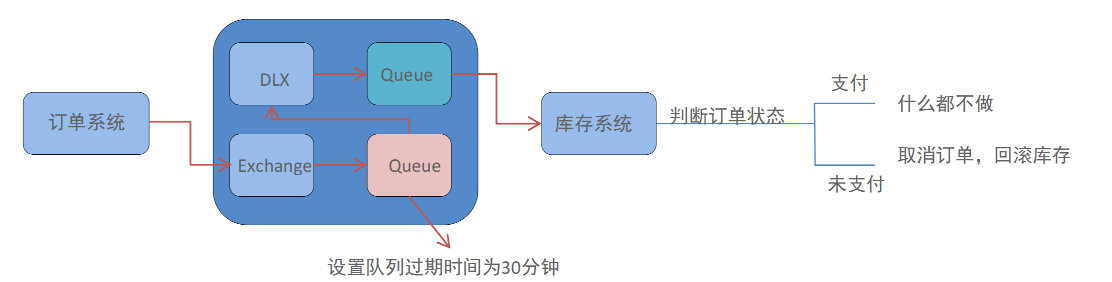 订单系统
DLX
Queue
Exchange
Queue
设置队列过期时间为30分钟
库存系统
判断订单状态
支付
什么都不做
取消订单，回滚库存
未支付